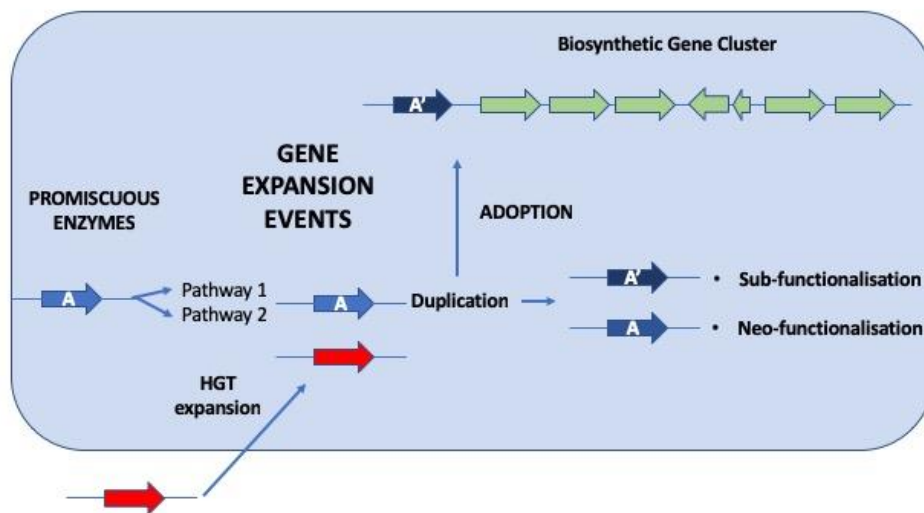 Biosynthetic Gene Cluster
A'
GENE
EXPANSION
EVENTS
PROMISCUOUS
ENZYMES
ADOPTION
A
Pathway 1
Pathway 2
A
Duplication
A'
• Sub-functionalisation
A
• Neo-functionalisation
HGT
expansion